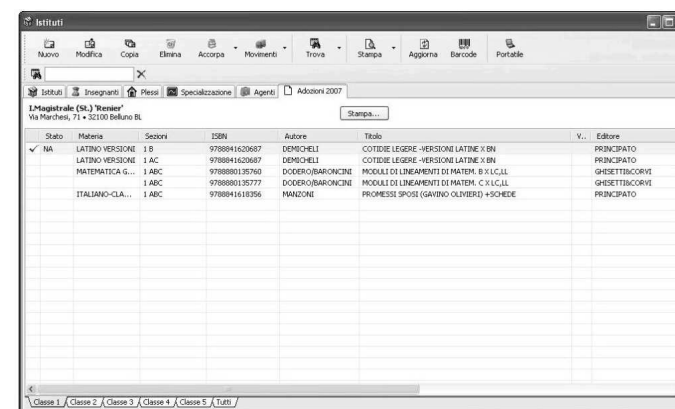 Istituti
Nuovo Modifica Copia Elimina Accorpa Movimenti Trova Stampa Aggiorna Barcode Portatile
Istituti Insegnanti Plessi Specializzazione Agenti Adozioni 2007
I.Magistrale (St.) 'Renier'
Via Marchesi, 71 • 32100 Belluno BL
Stampa...
Stato Materia Sezioni ISBN Autore Titolo V... Editore
NA LATINO VERSIONI 1 B 9788841620687 DEMICHELI COTIDIE LEGERE -VERSIONI LATINE X BN PRINCIPATO
LATINO VERSIONI 1 AC 9788841620687 DEMICHELI COTIDIE LEGERE -VERSIONI LATINE X BN PRINCIPATO
MATEMATICA G... 1 ABC 9788880135760 DODERO/BARONCINI MODULI DI LINEAMENTI DI MATEM. B X LC,LL GHISETTI&CORVI
1 ABC 9788880135777 DODERO/BARONCINI MODULI DI LINEAMENTI DI MATEM. C X LC,LL GHISETTI&CORVI
ITALIANO-CLA... 1 ABC 9788841618356 MANZONI PROMESSI SPOSI (GAVINO OLIVIERI) +SCHEDE PRINCIPATO
Classe 1 Classe 2 Classe 3 Classe 4 Classe 5 Tutti